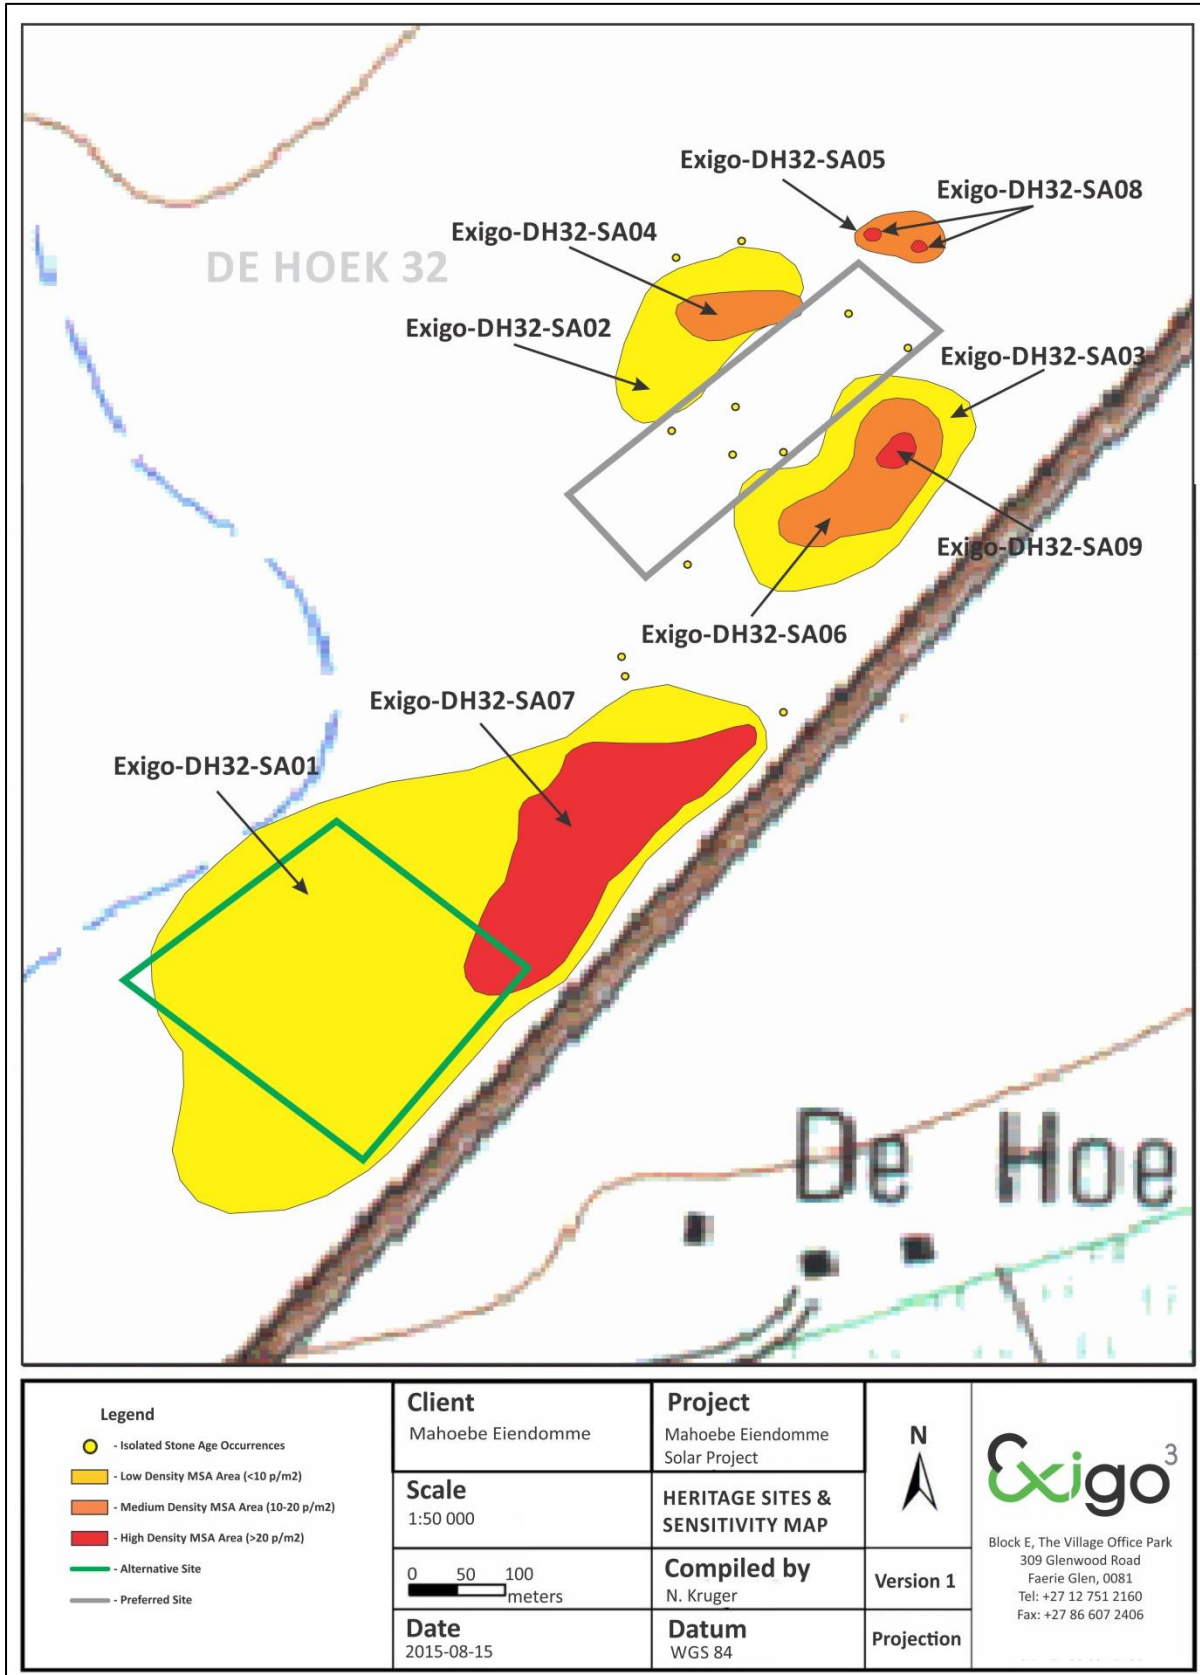 Exigo-DH32-SA05
Exigo-DH32-SA08
Exigo-DH32-SA04
DE HOEK 32
Exigo-DH32-SA02
Exigo-DH32-SA03
Exigo-DH32-SA09
Exigo-DH32-SA06
Exigo-DH32-SA07
Exigo-DH32-SA01
De Hoe
Legend
- Isolated Stone Age Occurrences
- Low Density MSA Area (<10 p/m2)
- Medium Density MSA Area (10-20 p/m2)
- High Density MSA Area (>20 p/m2)
- Alternative Site
- Preferred Site
Client
Mahoebe Eiendomme
Scale
1:50 000
0 50 100
meters
Date
2015-08-15
Project
Mahoebe Eiendomme
Solar Project
HERITAGE SITES &
SENSITIVITY MAP
Compiled by
N. Kruger
Datum
WGS 84
N
Version 1
Projection
Exigo3
Block E, The Village Office Park
309 Glenwood Road
Faerie Glen, 0081
Tel: +27 12 751 2160
Fax: +27 86 607 2406